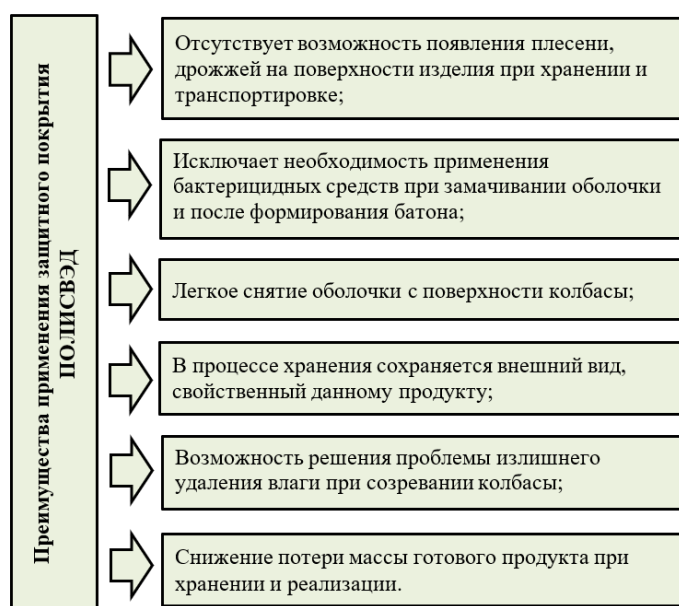 Преимущества применения защитного покрытия
ПОЛИСВЭД
Отсутствует возможность появления плесени,
дрожжей на поверхности изделия при хранении и
транспортировке;
Исключает необходимость применения
бактерицидных средств при замачивании оболочки
и после формирования батона;
Легкое снятие оболочки с поверхности колбасы;
В процессе хранения сохраняется внешний вид,
свойственный данному продукту;
Возможность решения проблемы излишнего
удаления влаги при созревании колбасы;
Снижение потери массы готового продукта при
хранении и реализации.